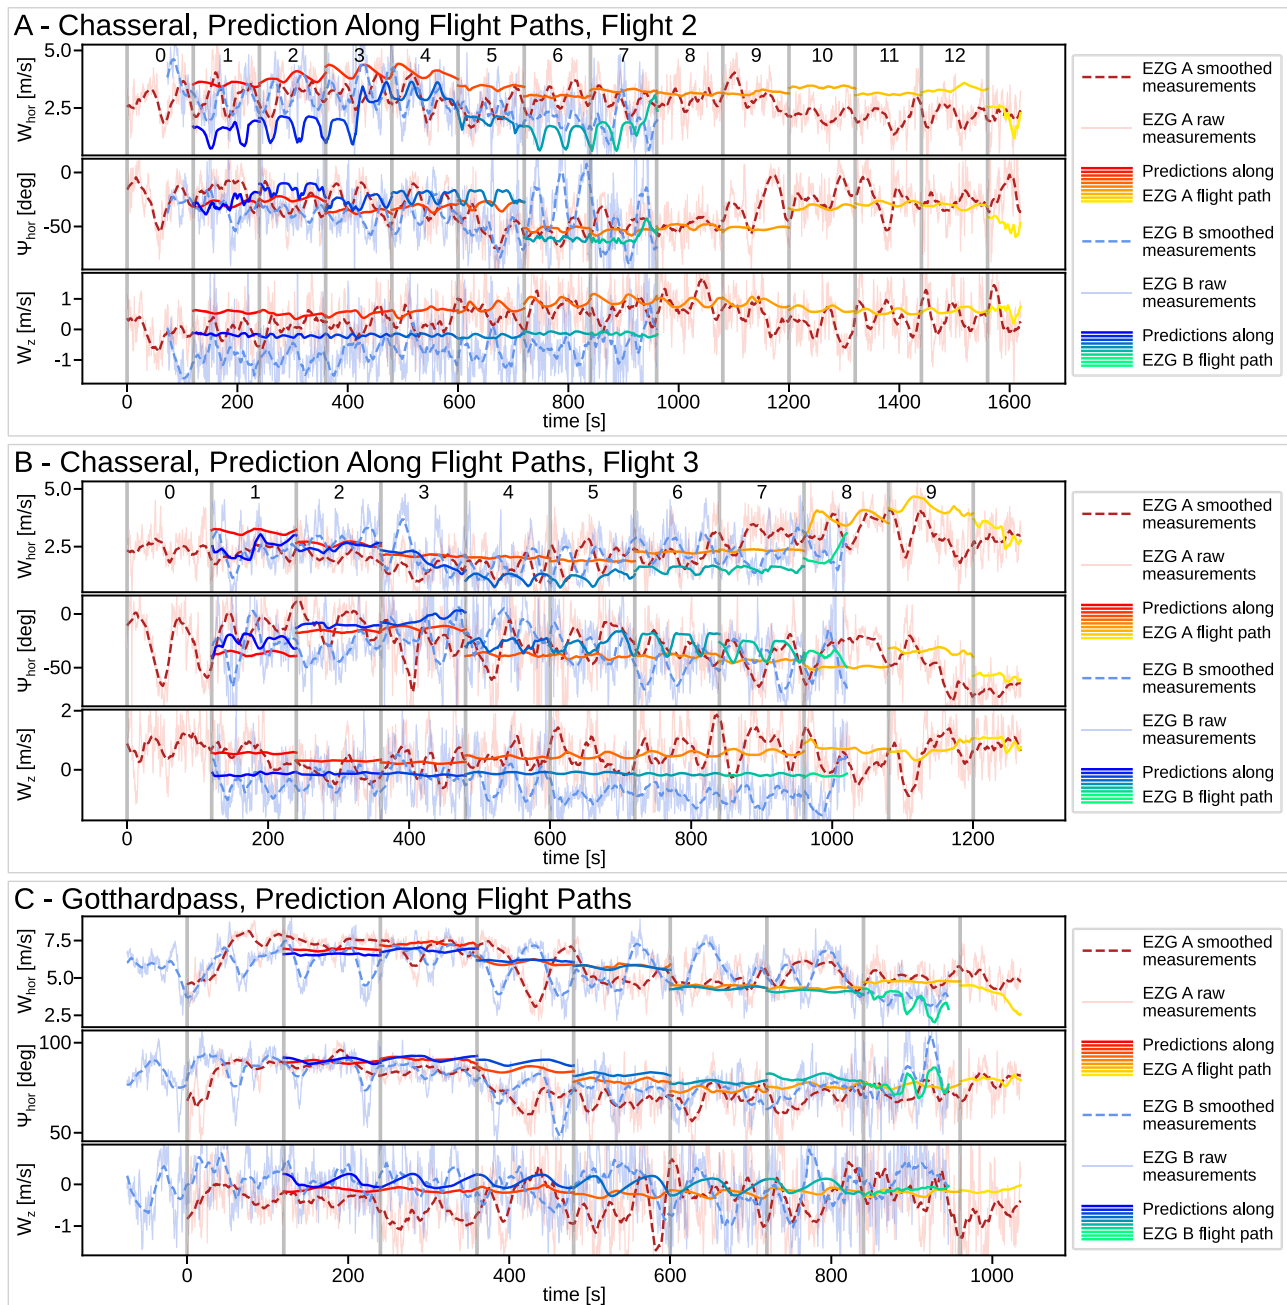 A - Chasseral, Prediction Along Flight Paths, Flight 2
0 1 2 3 4 5 6 7 8 9 10 11 12
W_hor [m/s]
5.0
2.5
Ψ_hor [deg]
0
-50
W_z [m/s]
1
0
-1
0 200 400 600 800 1000 1200 1400 1600
time [s]
EZG A smoothed
measurements
EZG A raw
measurements
Predictions along
EZG A flight path
EZG B smoothed
measurements
EZG B raw
measurements
Predictions along
EZG B flight path
B - Chasseral, Prediction Along Flight Paths, Flight 3
0 1 2 3 4 5 6 7 8 9
W_hor [m/s]
5.0
2.5
Ψ_hor [deg]
0
-50
W_z [m/s]
2
0
0 200 400 600 800 1000 1200
time [s]
EZG A smoothed
measurements
EZG A raw
measurements
Predictions along
EZG A flight path
EZG B smoothed
measurements
EZG B raw
measurements
Predictions along
EZG B flight path
C - Gotthardpass, Prediction Along Flight Paths
W_hor [m/s]
7.5
5.0
2.5
Ψ_hor [deg]
100
50
W_z [m/s]
0
-1
0 200 400 600 800 1000
time [s]
EZG A smoothed
measurements
EZG A raw
measurements
Predictions along
EZG A flight path
EZG B smoothed
measurements
EZG B raw
measurements
Predictions along
EZG B flight path